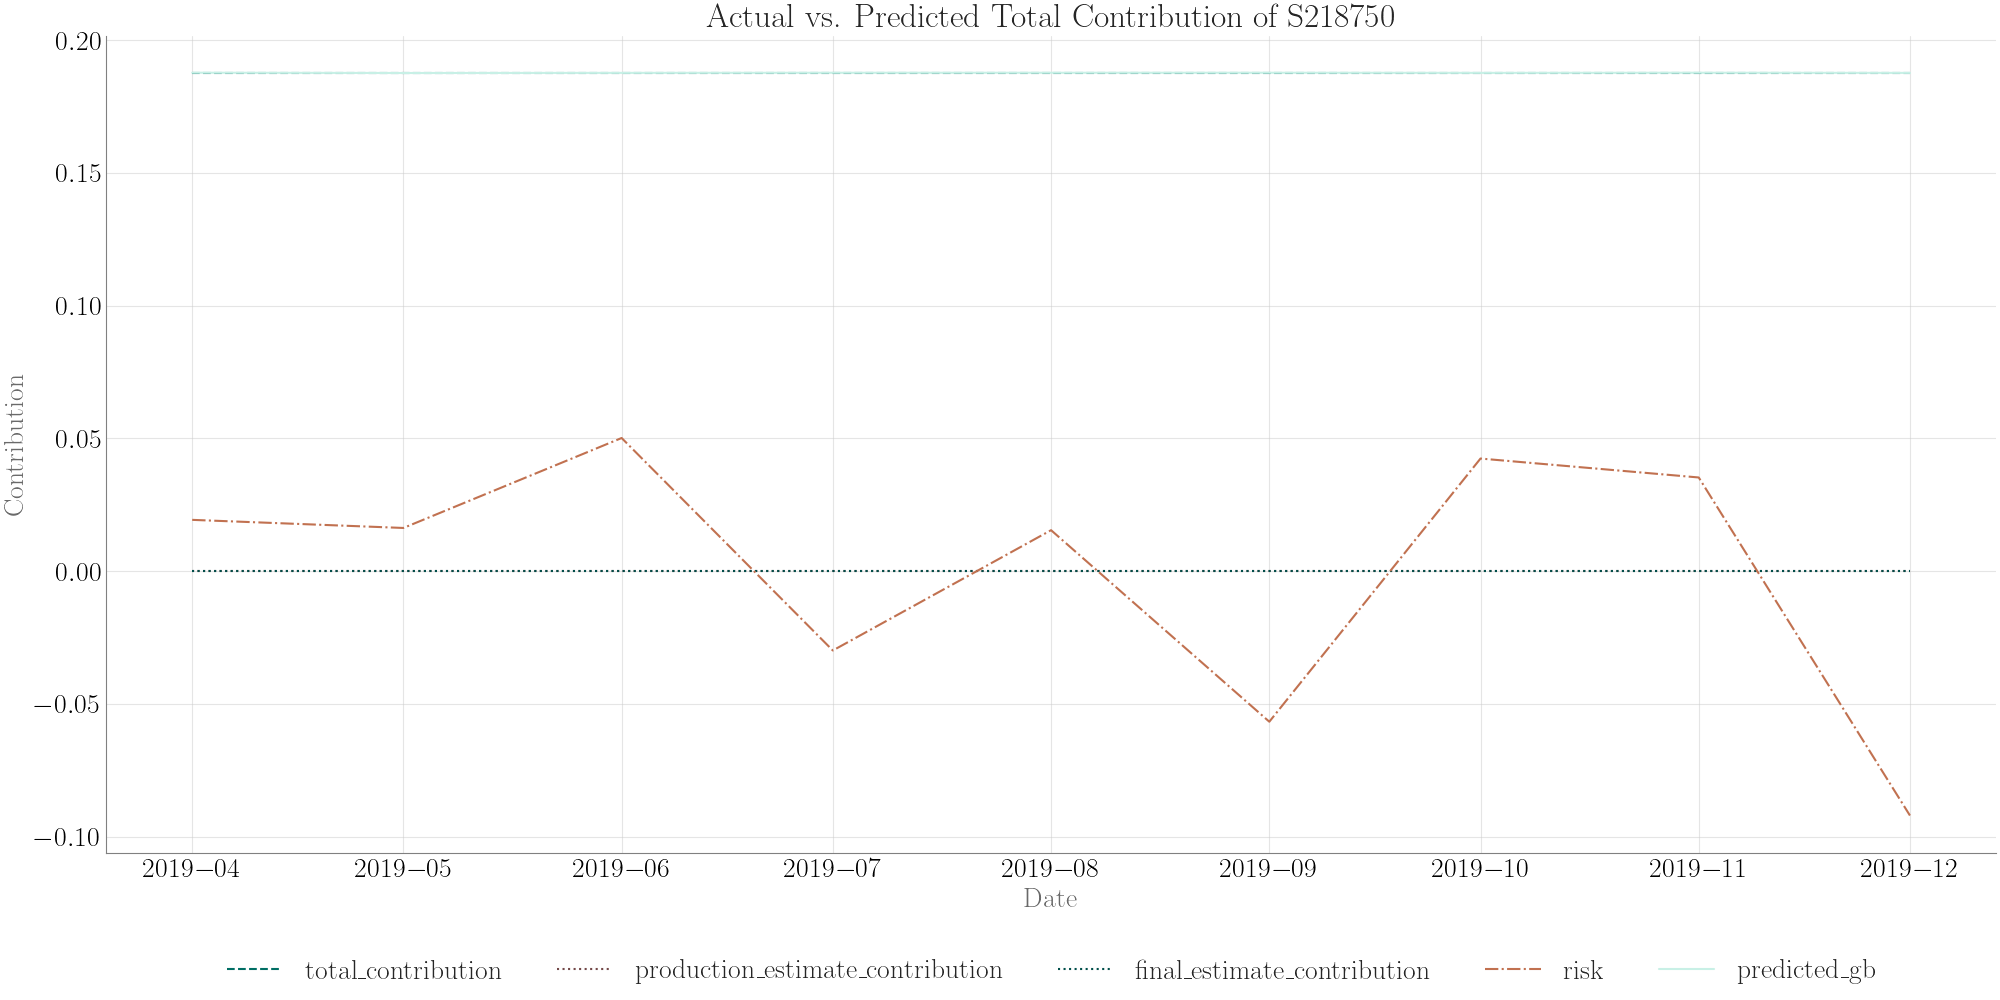 Actual vs. Predicted Total Contribution of S218750
Contribution
0.20
0.15
0.10
0.05
0.00
−0.05
−0.10
2019−04 2019−05 2019−06 2019−07 2019−08 2019−09 2019−10 2019−11 2019−12
Date
total_contribution production_estimate_contribution final_estimate_contribution risk predicted_gb